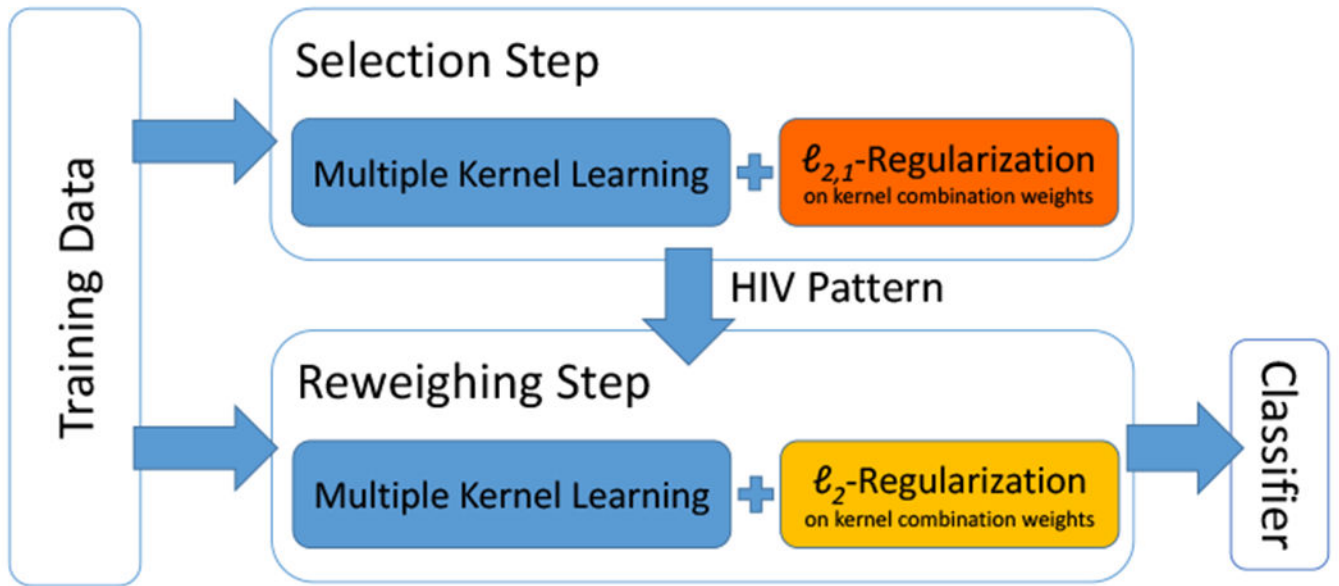 Training Data
Selection Step
Multiple Kernel Learning
ℓ2,1-Regularization
on kernel combination weights
HIV Pattern
Reweighing Step
Multiple Kernel Learning
ℓ2-Regularization
on kernel combination weights
Classifier